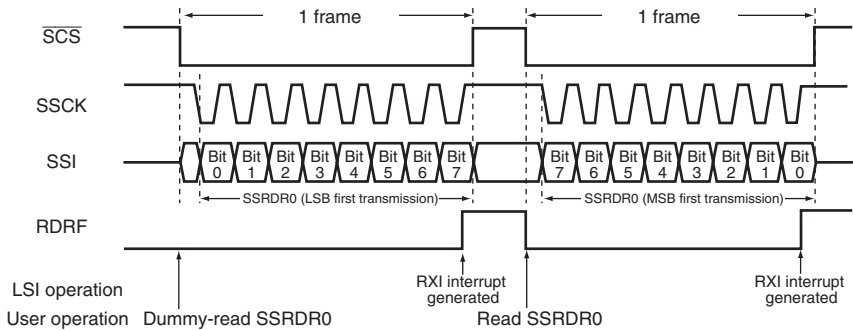 1 frame 1 frame
SCS
SSCK
SSI Bit 0 Bit 1 Bit 2 Bit 3 Bit 4 Bit 5 Bit 6 Bit 7 Bit 7 Bit 6 Bit 5 Bit 4 Bit 3 Bit 2 Bit 1 Bit 0
SSRDR0 (LSB first transmission) SSRDR0 (MSB first transmission)
RDRF
LSI operation RXI interrupt generated RXI interrupt generated
User operation Dummy-read SSRDR0 Read SSRDR0